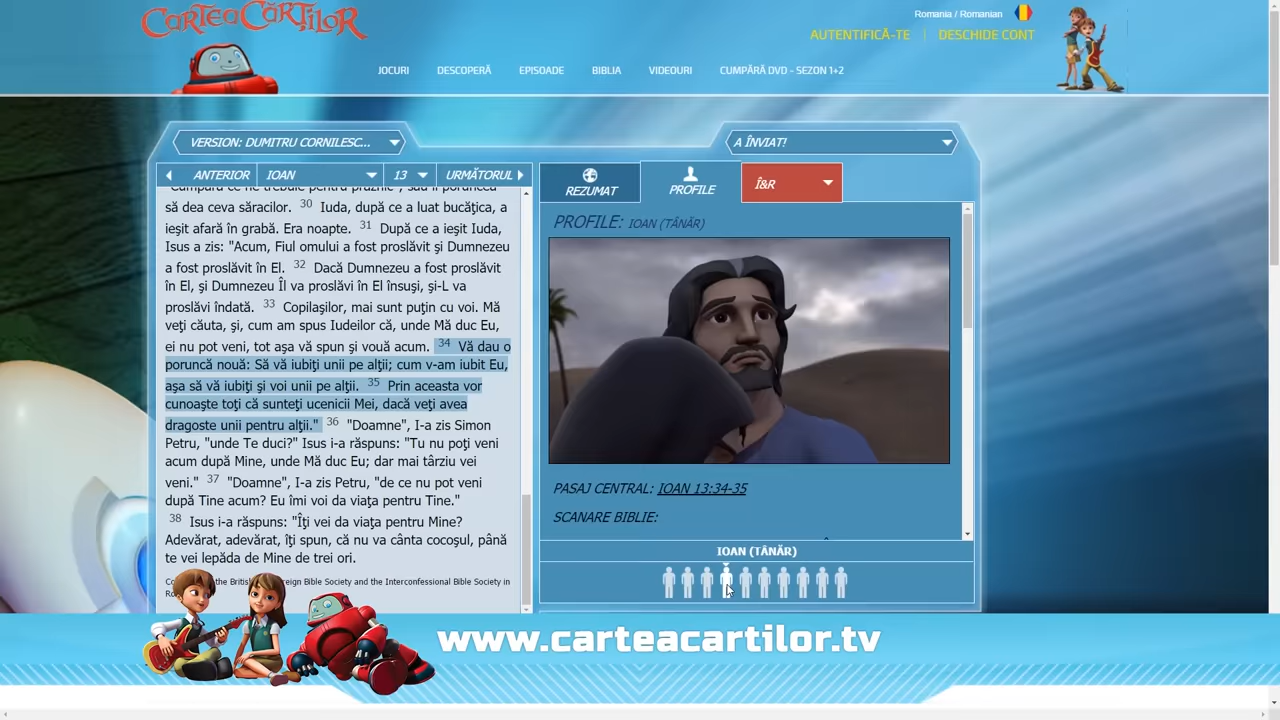 CARTEA CĂRȚILOR
Romania / Romanian
AUTENTIFICĂ-TE | DESCHIDE CONT
JOCURI DESCOPERĂ EPISOADE BIBLIA VIDEOURI CUMPĂRĂ DVD - SEZON 1+2
VERSION: DUMITRU CORNILESC...
A ÎNVIAT!
ANTERIOR IOAN 13 URMĂTORUL
să dea ceva săracilor. 30 Iuda, după ce a luat bucăţica, a
ieşit afară în grabă. Era noapte. 31 După ce a ieşit Iuda,
Isus a zis: "Acum, Fiul omului a fost proslăvit şi Dumnezeu
a fost proslăvit în El. 32 Dacă Dumnezeu a fost proslăvit
în El, şi Dumnezeu Îl va proslăvi în El însuşi, şi-L va
proslăvi îndată. 33 Copilaşilor, mai sunt puţin cu voi. Mă
veţi căuta, şi, cum am spus Iudeilor că, unde Mă duc Eu,
ei nu pot veni, tot aşa vă spun şi vouă acum. 34 Vă dau o
poruncă nouă: Să vă iubiţi unii pe alţii; cum v-am iubit Eu,
aşa să vă iubiţi şi voi unii pe alţii. 35 Prin aceasta vor
cunoaşte toţi că sunteţi ucenicii Mei, dacă veţi avea
dragoste unii pentru alţii." 36 "Doamne", I-a zis Simon
Petru, "unde Te duci?" Isus i-a răspuns: "Tu nu poţi veni
acum după Mine, unde Mă duc Eu; dar mai târziu vei
veni." 37 "Doamne", I-a zis Petru, "de ce nu pot veni
după Tine acum? Eu îmi voi da viaţa pentru Tine."
38 Isus i-a răspuns: "Îţi vei da viaţa pentru Mine?
Adevărat, adevărat, îţi spun, că nu va cânta cocoşul, până
te vei lepăda de Mine de trei ori.
the British Bible Society and the Interconfessional Bible Society in
REZUMAT PROFILE Î&R
PROFILE: IOAN (TÂNĂR)
PASAJ CENTRAL: IOAN 13:34-35
SCANARE BIBLIE:
IOAN (TÂNĂR)
www.carteacartilor.tv